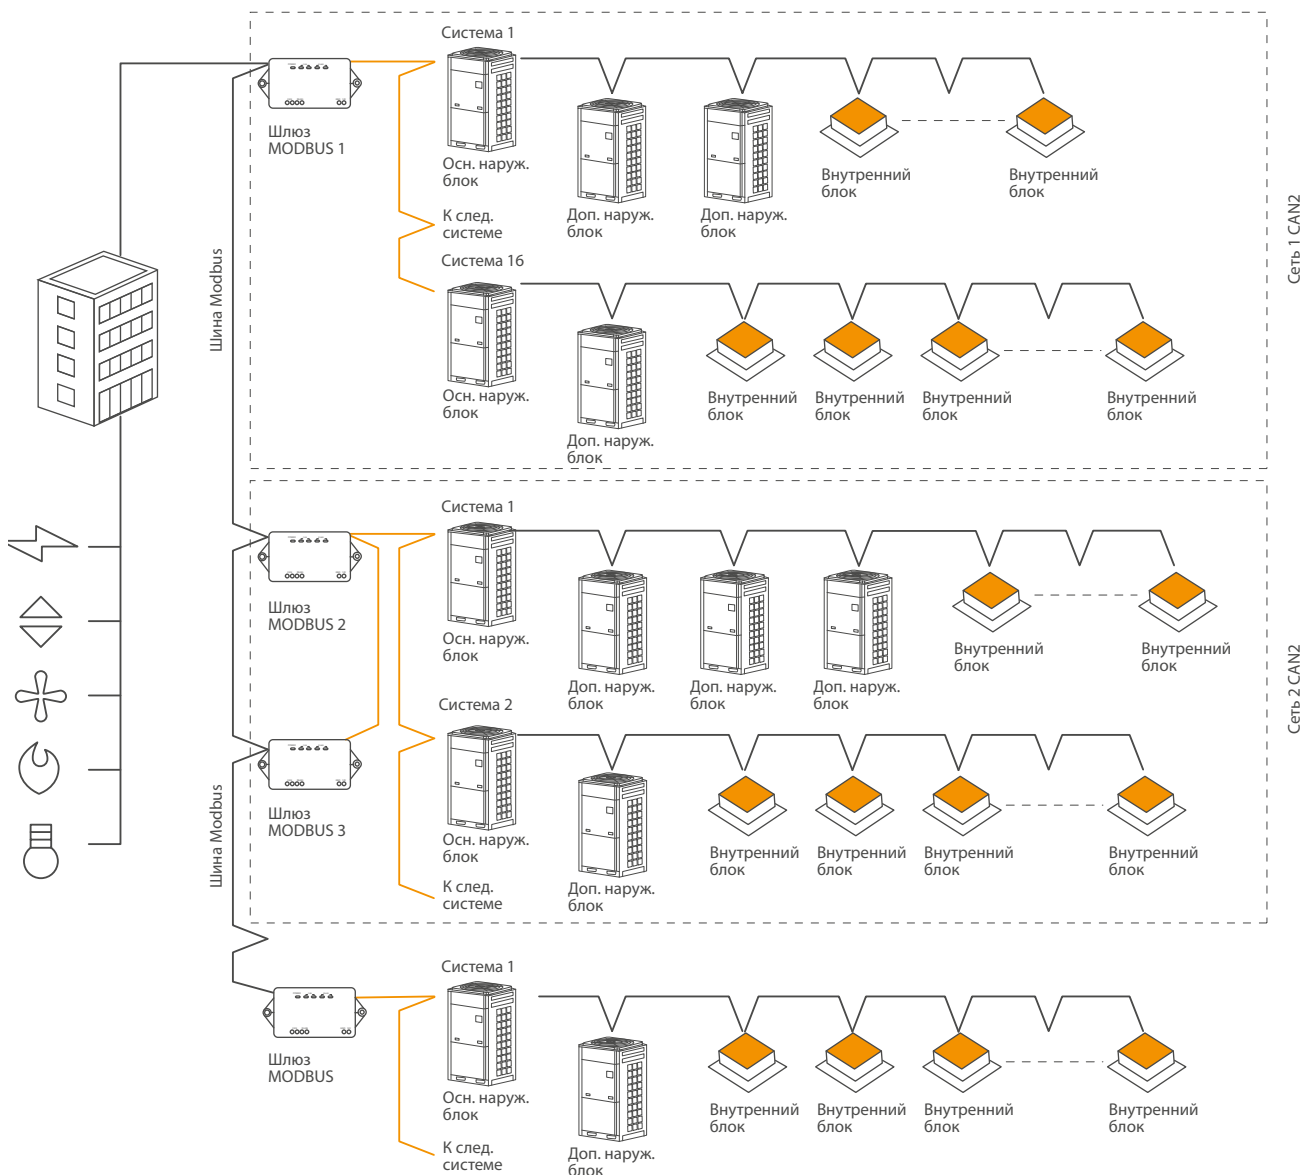 Система 1
Шлюз
MODBUS 1
Осн. наруж.
блок
Доп. наруж.
блок
Доп. наруж.
блок
Внутренний
блок
Внутренний
блок
К след.
системе
Система 16
Осн. наруж.
блок
Доп. наруж.
блок
Внутренний
блок
Внутренний
блок
Внутренний
блок
Внутренний
блок
Сеть 1 CAN2
Шина Modbus
Система 1
Шлюз
MODBUS 2
Осн. наруж.
блок
Доп. наруж.
блок
Доп. наруж.
блок
Доп. наруж.
блок
Внутренний
блок
Внутренний
блок
Система 2
Шлюз
MODBUS 3
Осн. наруж.
блок
Доп. наруж.
блок
Внутренний
блок
Внутренний
блок
Внутренний
блок
Внутренний
блок
К след.
системе
Сеть 2 CAN2
Шина Modbus
Система 1
Шлюз
MODBUS
Осн. наруж.
блок
Доп. наруж.
блок
Внутренний
блок
Внутренний
блок
Внутренний
блок
Внутренний
блок
К след.
системе